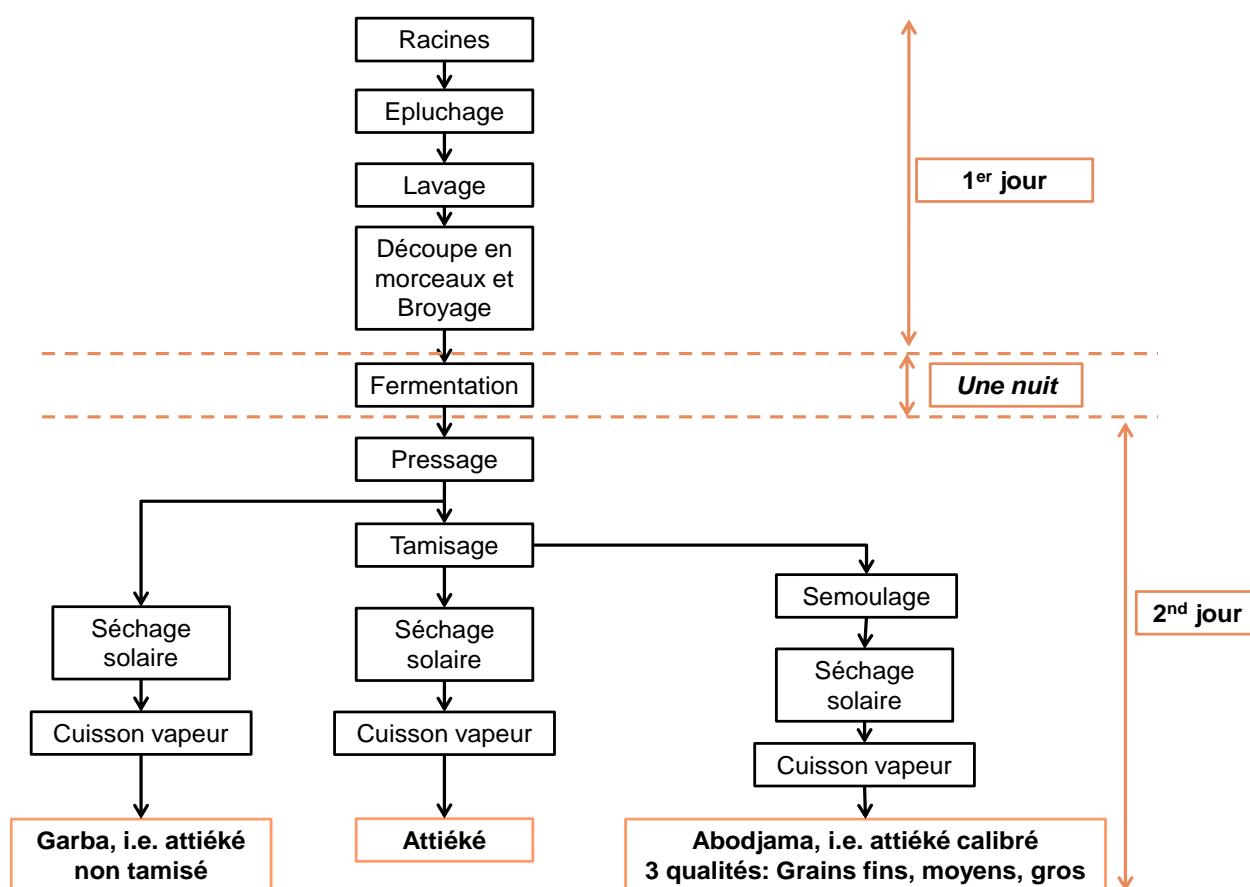 Racines
Epluchage
Lavage
1er jour
Découpe en
morceaux et
Broyage
Fermentation
Une nuit
Pressage
Tamisage
Semoulage
2nd jour
Séchage
solaire
Séchage
solaire
Séchage
solaire
Cuisson vapeur
Cuisson vapeur
Cuisson vapeur
Garba, i.e. attiéké
non tamisé
Attiéké
Abodjama, i.e. attiéké calibré
3 qualités: Grains fins, moyens, gros